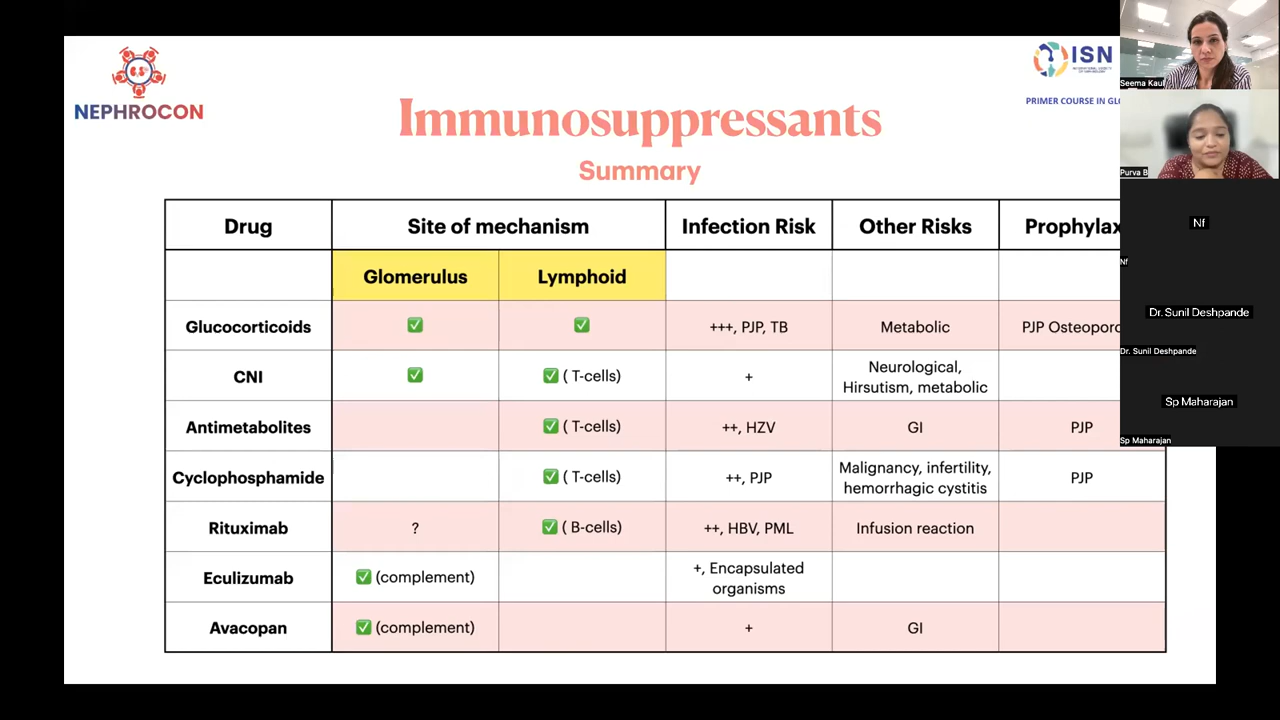 NEPHROCON
ISN
PRIMER COURSE IN
Immunosuppressants
Summary
Drug Site of mechanism Infection Risk Other Risks Prophylax
Glomerulus Lymphoid
Glucocorticoids ✅ ✅ +++, PJP, TB Metabolic PJP Osteoporo
CNI ✅ ✅ ( T-cells) + Neurological,
Hirsutism, metabolic
Antimetabolites ✅ ( T-cells) ++, HZV GI PJP
Cyclophosphamide ✅ ( T-cells) ++, PJP Malignancy, infertility,
hemorrhagic cystitis PJP
Rituximab ? ✅ ( B-cells) ++, HBV, PML Infusion reaction
Eculizumab ✅ (complement) +, Encapsulated
organisms
Avacopan ✅ (complement) + GI
Seema Kaul
Purva B
Nf
Nf
Dr. Sunil Deshpande
Dr. Sunil Deshpande
Sp Maharajan
Sp Maharajan